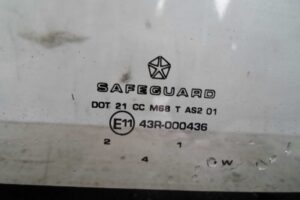 SAFEGUARD
DOT 21 CC M68 T AS2 01
E11 43R-000436
2 1
4 W